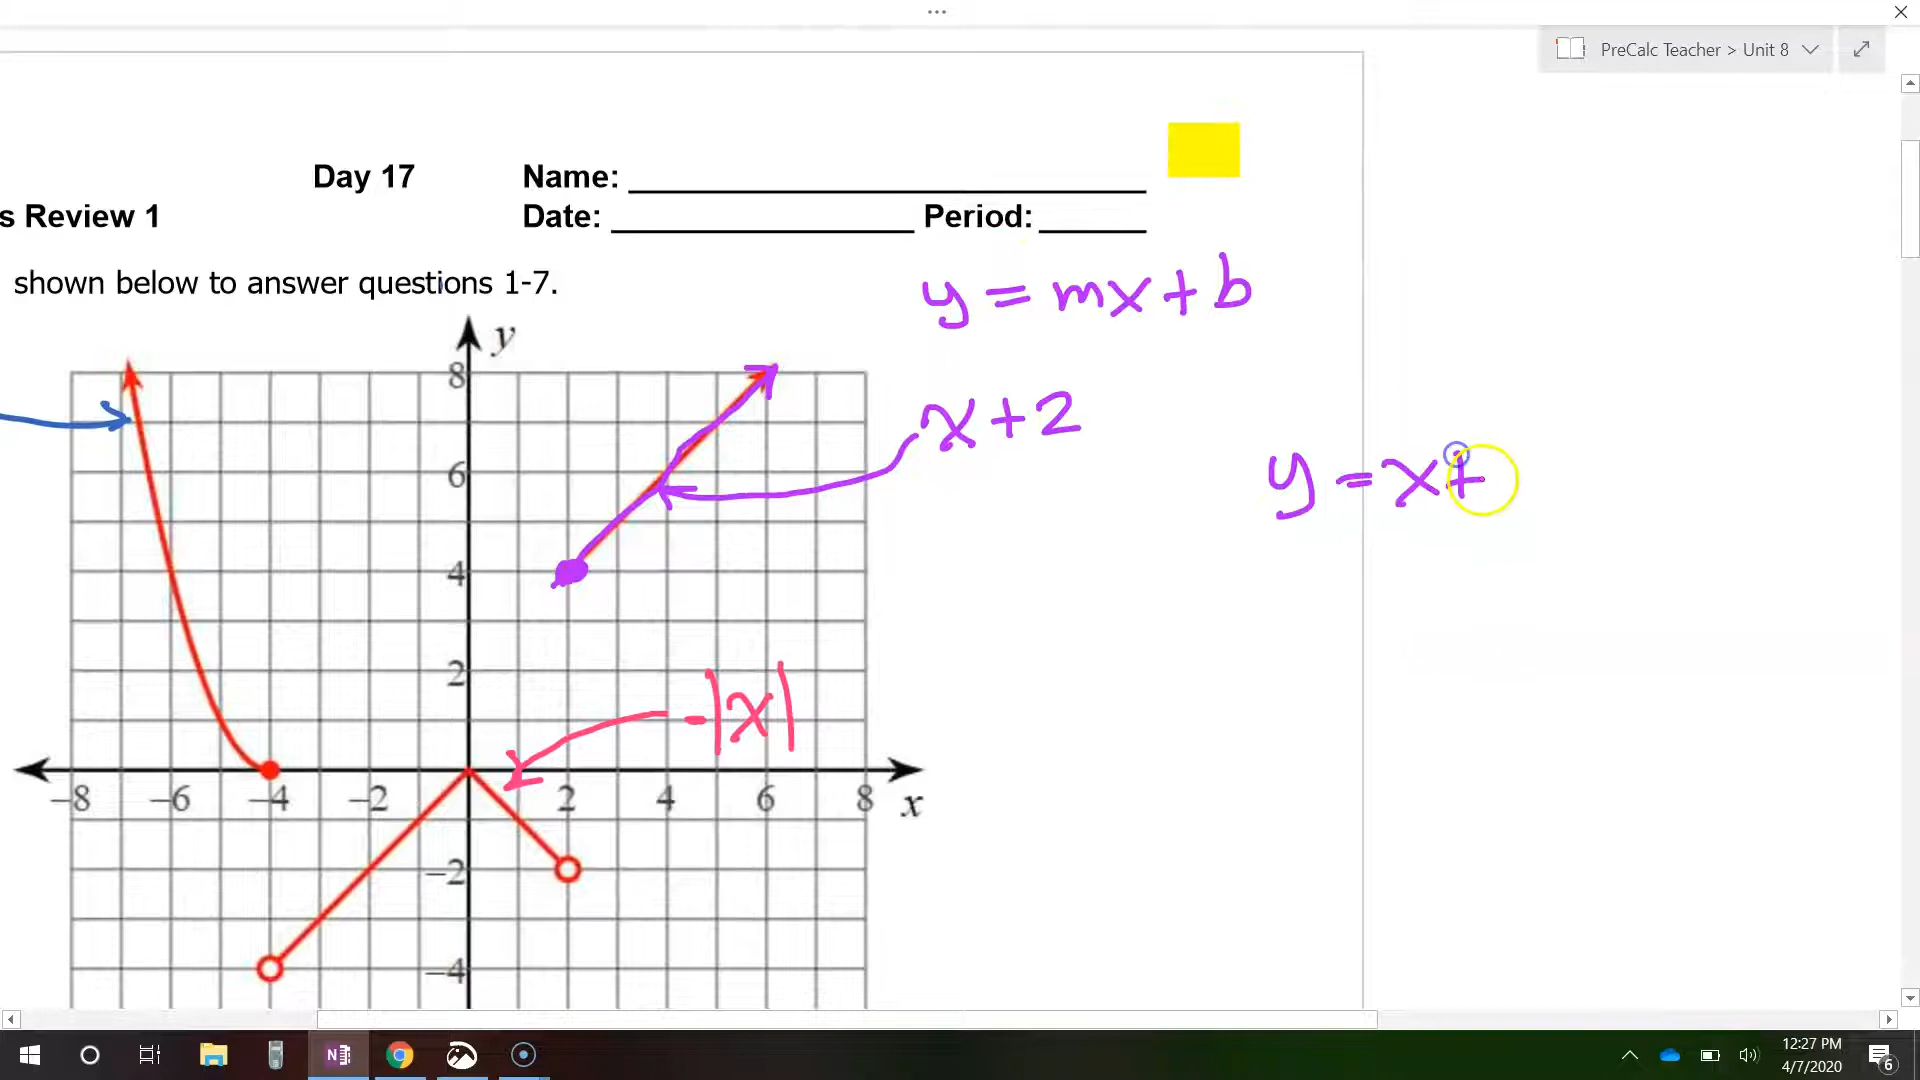 ...
PreCalc Teacher > Unit 8
Day 17
Name:
s Review 1
Date:
Period:
shown below to answer questions 1-7.
y = mx + b
y
8
x + 2
6
y = x +
4
2
-|x|
-8 -6 -4 -2 2 4 6 8 x
-2
-4
12:27 PM
4/7/2020
6